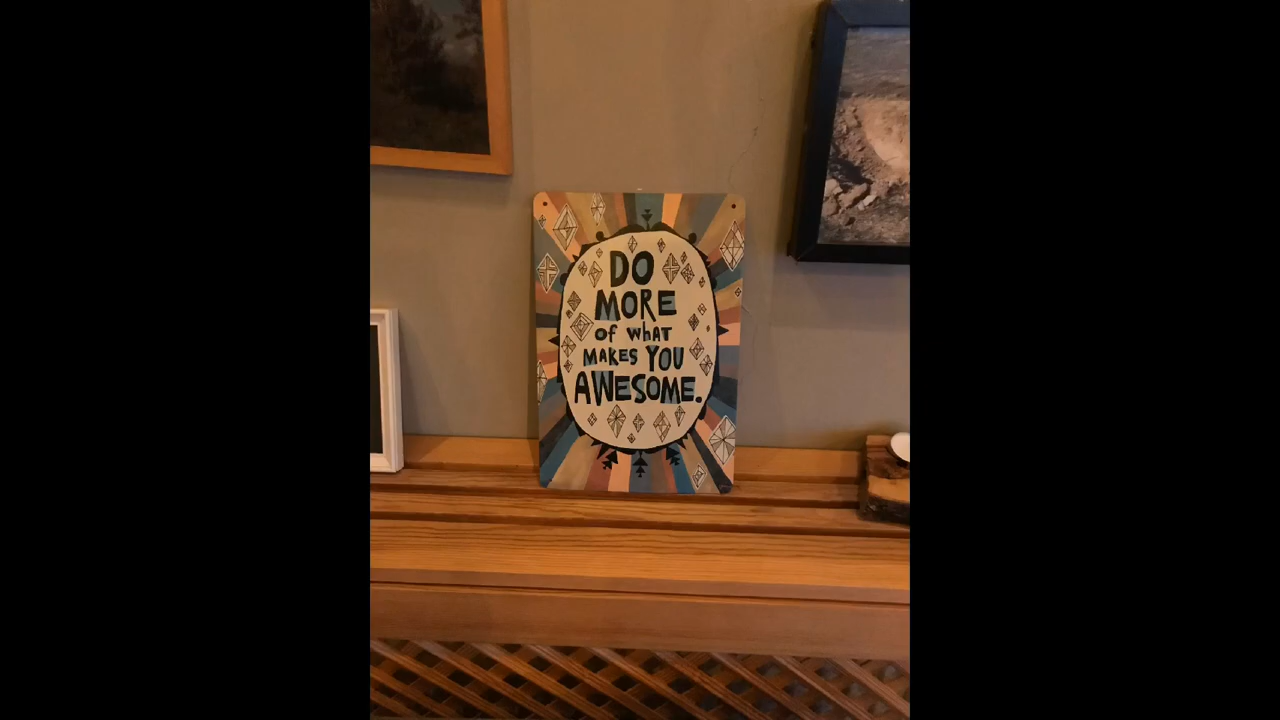 DO
MORE
OF WHAT
MAKES YOU
AWESOME.